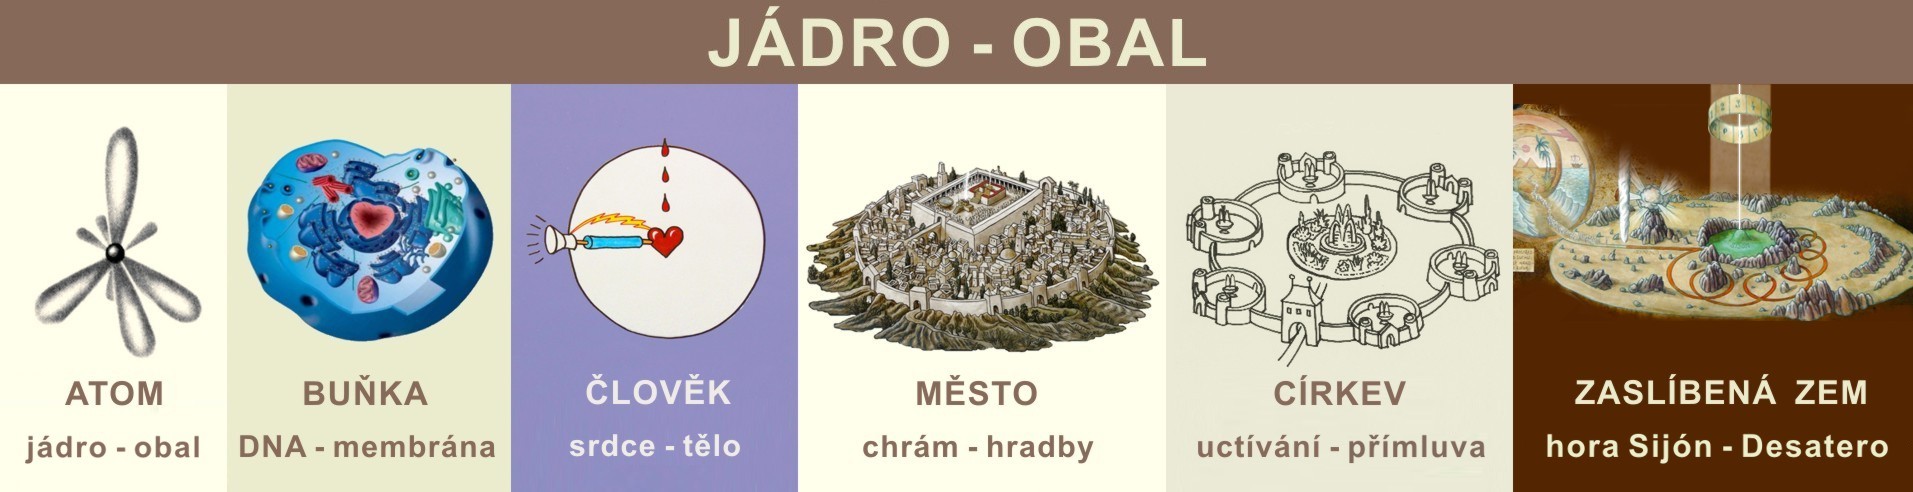 JÁDRO - OBAL
ATOM
jádro - obal
BUŇKA
DNA - membrána
ČLOVĚK
srdce - tělo
MĚSTO
chrám - hradby
CÍRKEV
uctívání - přímluva
ZASLÍBENÁ ZEM
hora Sijón - Desatero